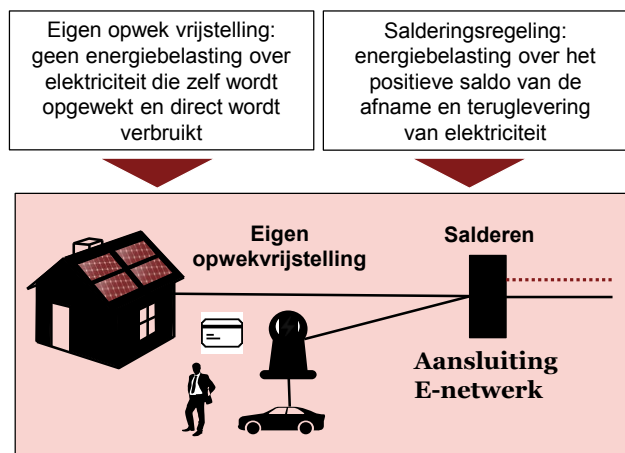 Eigen opwek vrijstelling:
geen energiebelasting over
elektriciteit die zelf wordt
opgewekt en direct wordt
verbruikt
Salderingsregeling:
energiebelasting over het
positieve saldo van de
afname en teruglevering
van elektriciteit
Eigen
opwekvrijstelling
Salderen
Aansluiting
E-netwerk